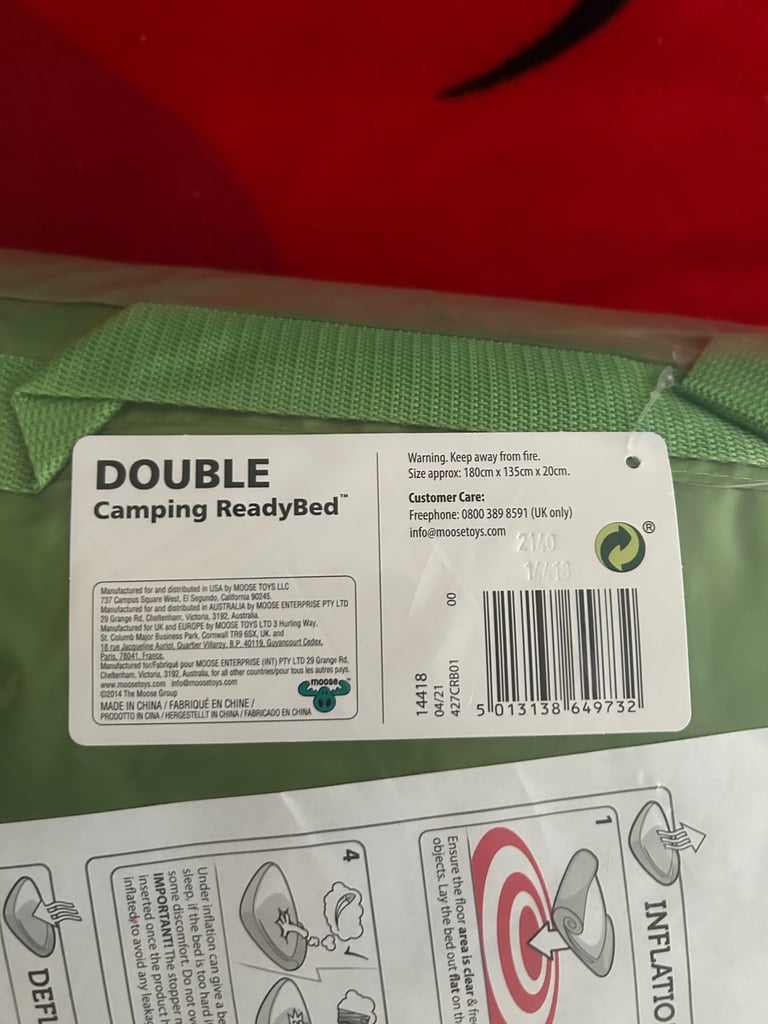 DOUBLE
Camping ReadyBed™
Manufactured for and distributed in USA by MOOSE TOYS LLC
737 Campus Square West, El Segundo, California 90245.
Manufactured for and distributed in AUSTRALIA by MOOSE ENTERPRISE PTY LTD
29 Grange Rd, Cheltenham, Victoria, 3192, Australia.
Manufactured for UK and EUROPE by MOOSE TOYS LTD 3 Hurling Way,
St. Columb Major Business Park, Cornwall TR9 6SX, UK. and
18 rue Jacqueline Auriol, Quartier Villaroy, B.P. 40119, Guyancourt Cedex,
Paris, 78041, France.
Manufactured for/Fabriqué pour MOOSE ENTERPRISE (INT) PTY LTD 29 Grange Rd,
Cheltenham, Victoria, 3192, Australia, for all other countries/pour tous les autres pays.
www.moosetoys.com info@moosetoys.com
©2014 The Moose Group
MADE IN CHINA / FABRIQUÉ EN CHINE /
PRODOTTO IN CINA / HERGESTELLT IN CHINA / FABRICADO EN CHINA
moose™
Warning. Keep away from fire.
Size approx: 180cm x 135cm x 20cm.
Customer Care:
Freephone: 0800 389 8591 (UK only)
info@moosetoys.com
®
2140
14418
00
14418
04/21
427CRB01
5 013138 649732
INFLATIO
1
Ensure the floor area is clear & fre
objects. Lay the bed out flat on th
4
Under inflation can give a be
sleep, if the bed is too hard i
some discomfort. Do not ov
IMPORTANT! The stopper m
inserted once the product h
inflated to avoid any leaka
DEFL